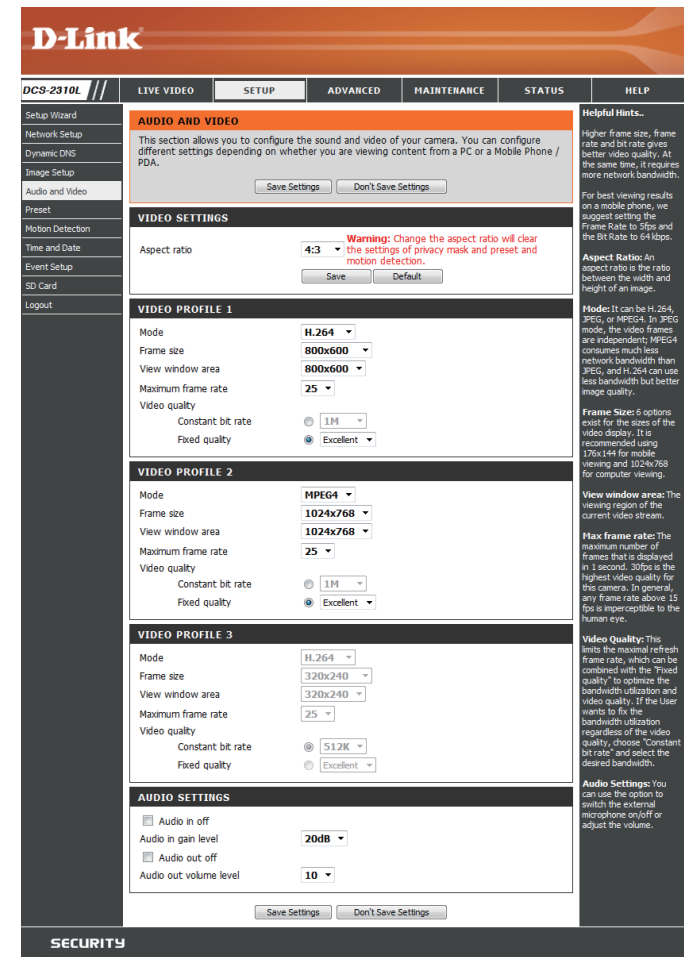 D-Link
DCS-2310L
LIVE VIDEO
SETUP
ADVANCED
MAINTENANCE
STATUS
HELP
Setup Wizard
Network Setup
Dynamic DNS
Image Setup
Audio and Video
Preset
Motion Detection
Time and Date
Event Setup
SD Card
Logout
AUDIO AND VIDEO
This section allows you to configure the sound and video of your camera. You can configure
different settings depending on whether you are viewing content from a PC or a Mobile Phone /
PDA.
Save Settings
Don't Save Settings
VIDEO SETTINGS
Aspect ratio
4:3
Warning: Change the aspect ratio will clear
the settings of privacy mask and preset and
motion detection.
Save
Default
VIDEO PROFILE 1
Mode
H.264
Frame size
800x600
View window area
800x600
Maximum frame rate
25
Video quality
Constant bit rate
1M
Fixed quality
Excellent
VIDEO PROFILE 2
Mode
MPEG4
Frame size
1024x768
View window area
1024x768
Maximum frame rate
25
Video quality
Constant bit rate
1M
Fixed quality
Excellent
VIDEO PROFILE 3
Mode
H.264
Frame size
320x240
View window area
320x240
Maximum frame rate
25
Video quality
Constant bit rate
512K
Fixed quality
Excellent
AUDIO SETTINGS
Audio in off
Audio in gain level
20dB
Audio out off
Audio out volume level
10
Save Settings
Don't Save Settings
Helpful Hints..
Higher frame size, frame
rate and bit rate gives
better video quality. At
the same time, it requires
more network bandwidth.
For best viewing results
on a mobile phone, we
suggest setting the
Frame Rate to 5fps and
the Bit Rate to 64 kbps.
Aspect Ratio: An
aspect ratio is the ratio
between the width and
height of an image.
Mode: It can be H.264,
JPEG, or MPEG4. In JPEG
mode, the video frames
are independent; MPEG4
consumes much less
network bandwidth than
JPEG, and H.264 can use
less bandwidth but better
image quality.
Frame Size: 6 options
exist for the sizes of the
video display. It is
recommended using
176x144 for mobile
viewing and 1024x768
for computer viewing.
View window area: The
viewing region of the
current video stream.
Max frame rate: The
maximum number of
frames that is displayed
in 1 second. 30fps is the
highest video quality for
this camera. In general,
any frame rate above 15
fps is imperceptible to the
human eye.
Video Quality: This
limits the maximal refresh
frame rate, which can be
combined with the "Fixed
quality" to optimize the
bandwidth utilization and
video quality. If the User
wants to fix the
bandwidth utilization
regardless of the video
quality, choose "Constant
bit rate" and select the
desired bandwidth.
Audio Settings: You
can use the option to
switch the external
microphone on/off or
adjust the volume.
SECURITY